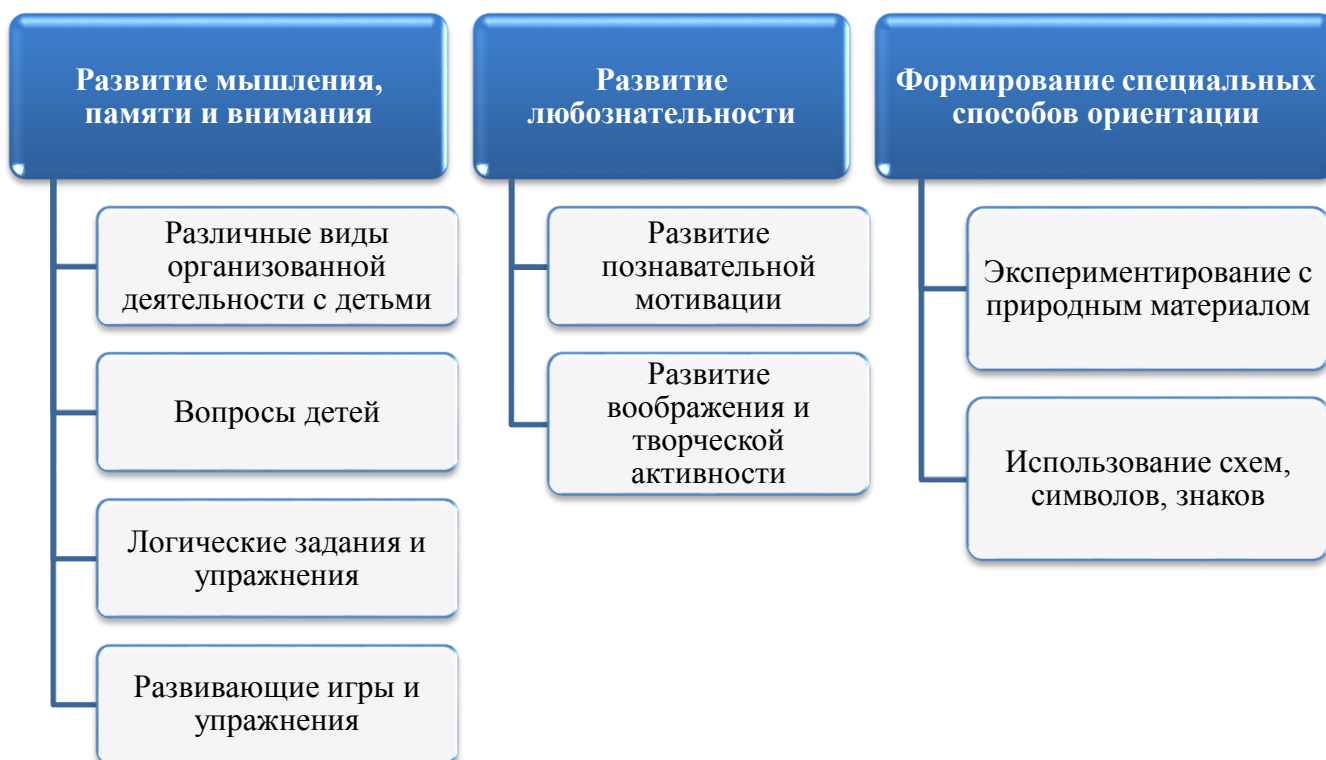 Развитие мышления,
памяти и внимания
Различные виды
организованной
деятельности с детьми
Вопросы детей
Логические задания и
упражнения
Развивающие игры и
упражнения
Развитие
любознательности
Развитие
познавательной
мотивации
Развитие
воображения и
творческой
активности
Формирование специальных
способов ориентации
Экспериментирование с
природным материалом
Использование схем,
символов, знаков